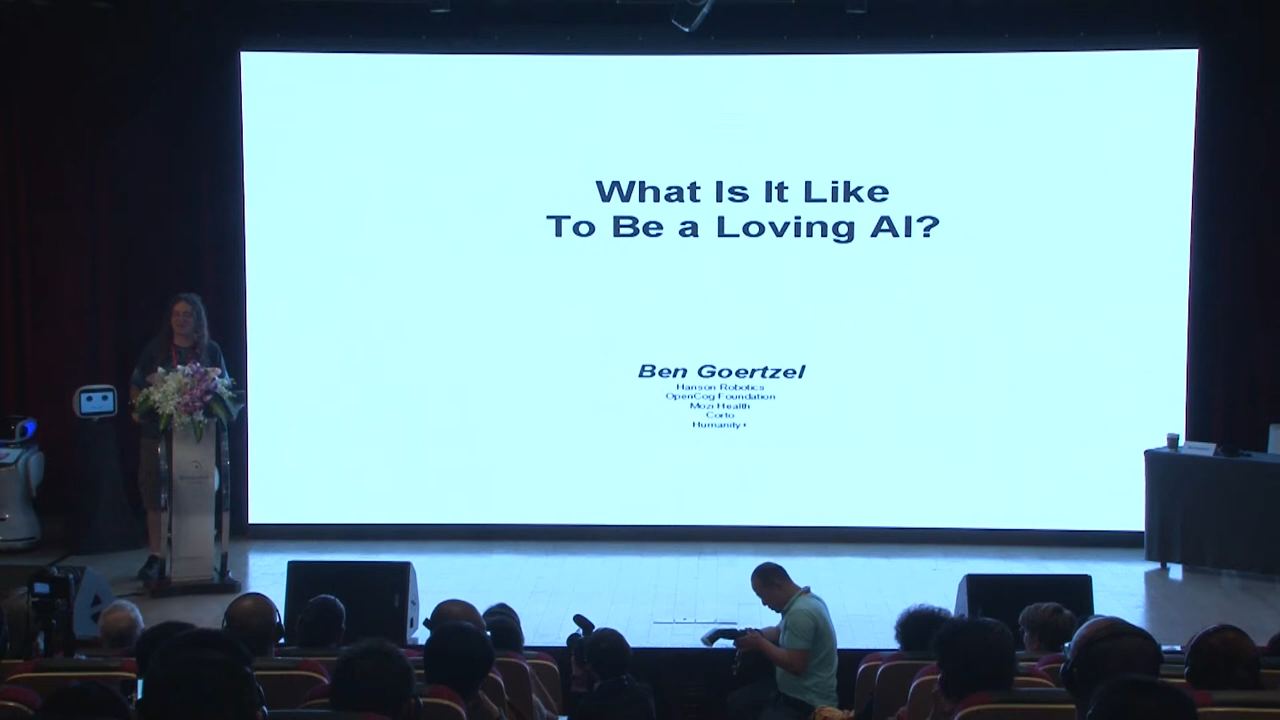 What Is It Like
To Be a Loving AI?
Ben Goertzel
Hanson Robotics
OpenCog Foundation
Mozi Health
Corto
Humanity+